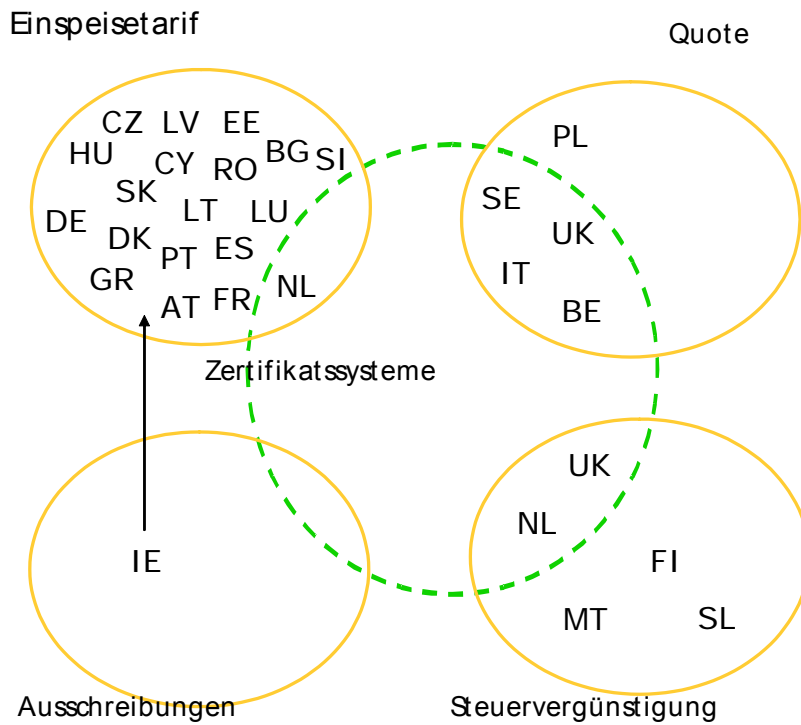 Einspeisetarif
Quote
CZ LV EE
HU CY RO BG SI
SK
DE LT LU
DK PT ES
GR AT FR NL
PL
SE
UK
IT
BE
Zertifikatssysteme
IE
UK
NL
FI
MT SL
Ausschreibungen
Steuervergünstigung